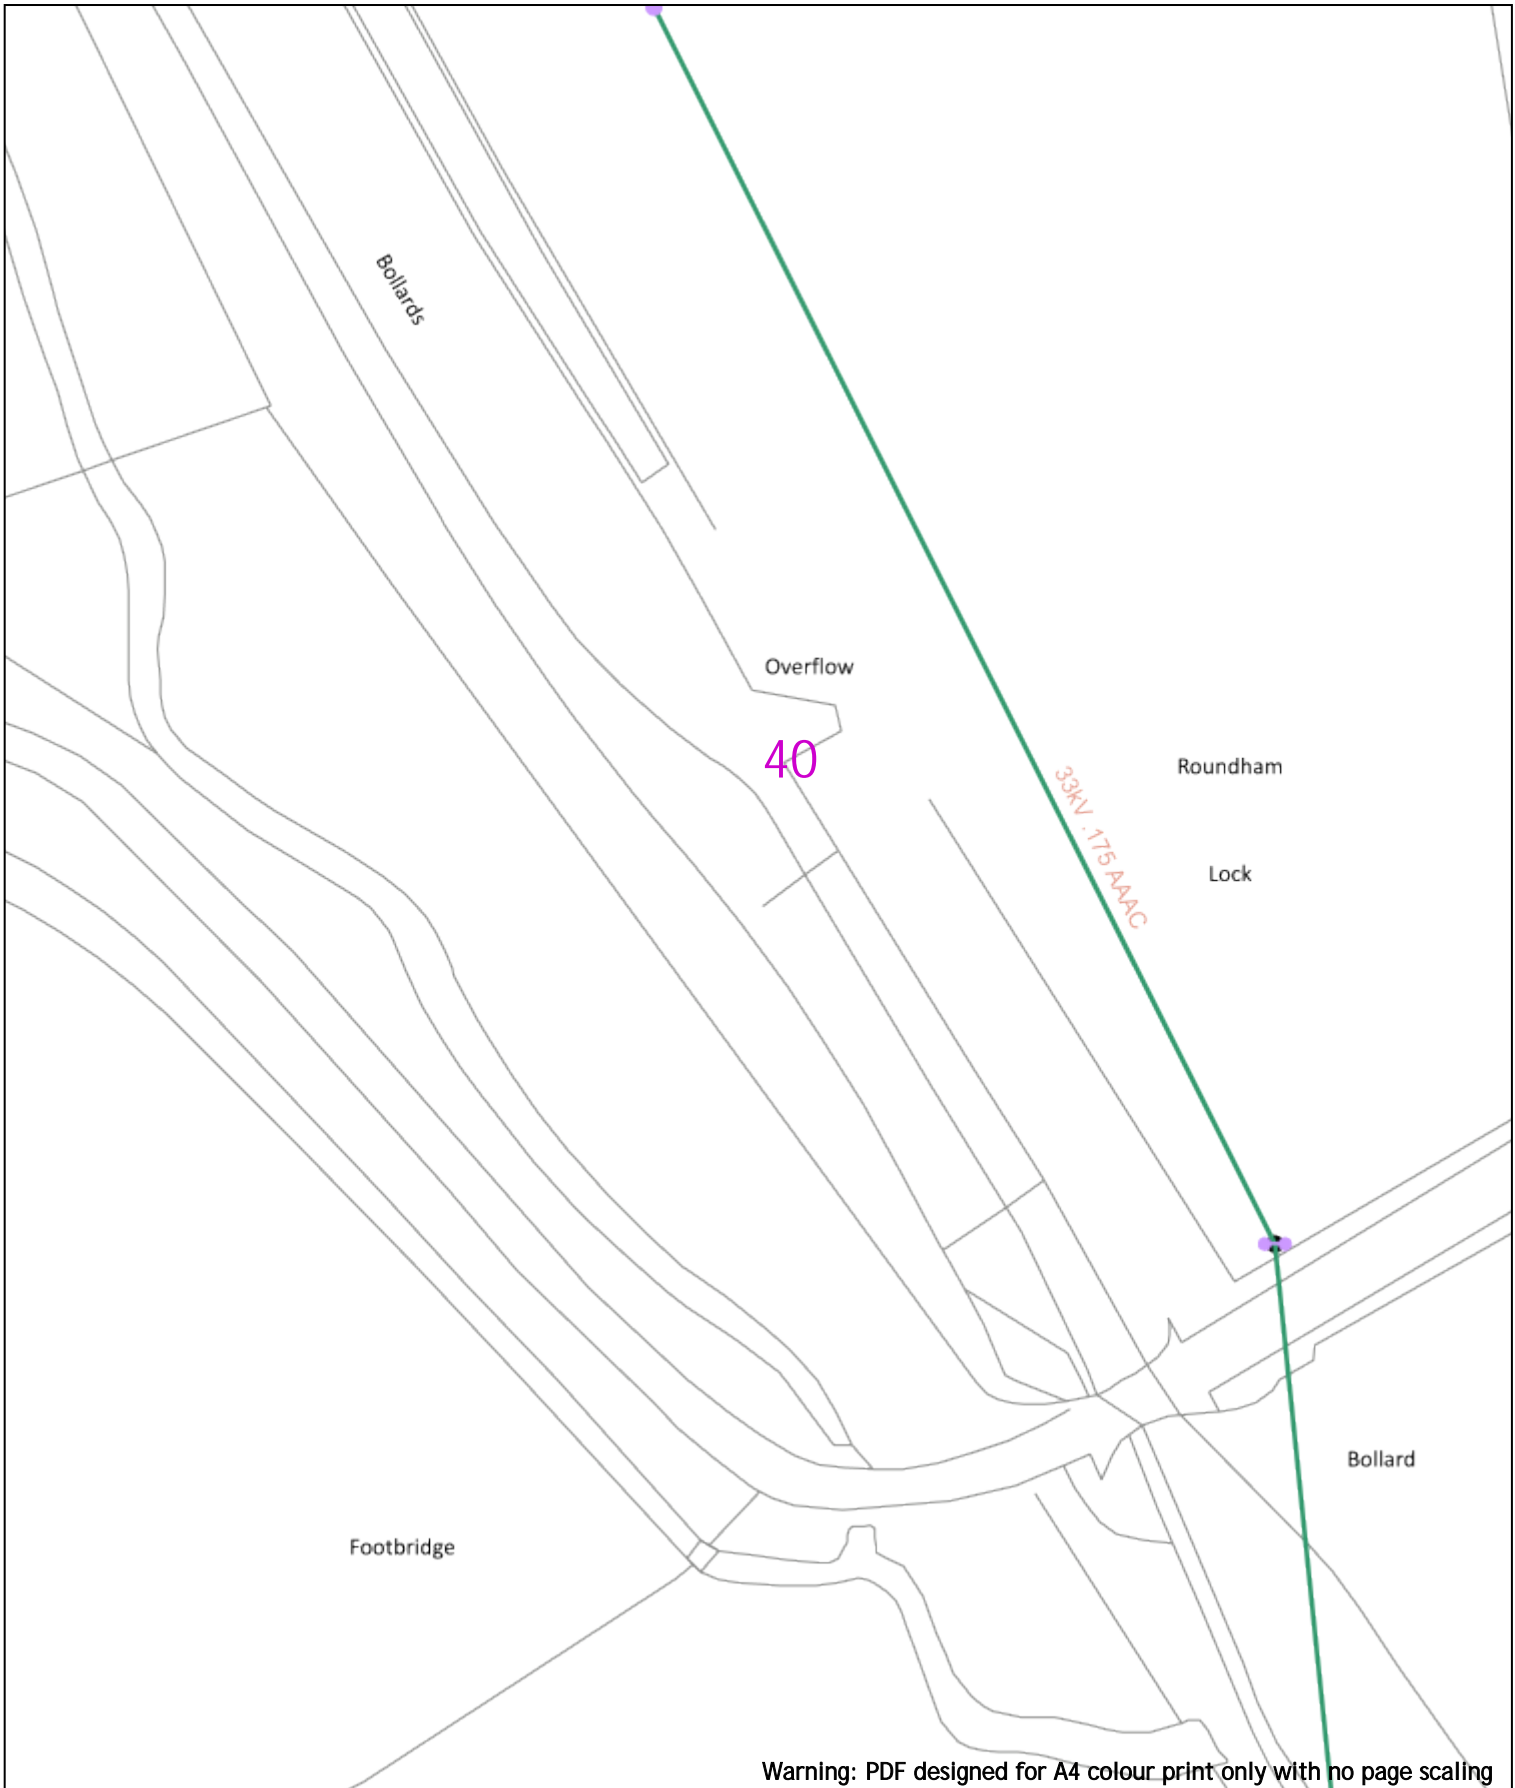 Bollards
Overflow
40
Roundham
33kV .175 AAAC
Lock
Bollard
Footbridge
Warning: PDF designed for A4 colour print only with no page scaling